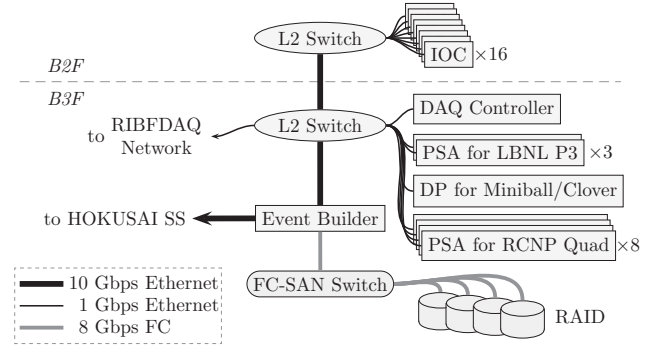 L2 Switch
IOC ×16
B2F
B3F
DAQ Controller
to RIBFDAQ
Network
L2 Switch
PSA for LBNL P3 ×3
DP for Miniball/Clover
to HOKUSAI SS
Event Builder
PSA for RCNP Quad ×8
10 Gbps Ethernet
1 Gbps Ethernet
8 Gbps FC
FC-SAN Switch
RAID